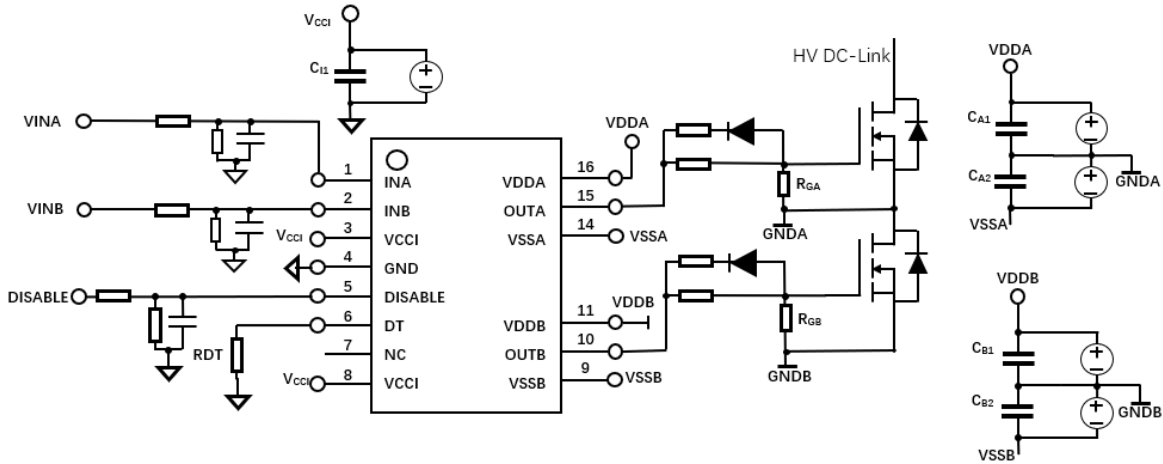 VCCI
CI1
HV DC-Link
VDDA
VINA
VDDA
CA1
CA2
GNDA
VSSA
1
INA
16
VDDA
RGA
VINB
2
INB
15
OUTA
VCCI
3
VCCI
14
VSSA
VSSA
GNDA
4
GND
DISABLE
5
DISABLE
VDDB
6
DT
11
VDDB
VDDB
RGB
RDT
7
NC
10
OUTB
VCCI
8
VCCI
9
VSSB
VSSB
GNDB
CB1
CB2
GNDB
VSSB